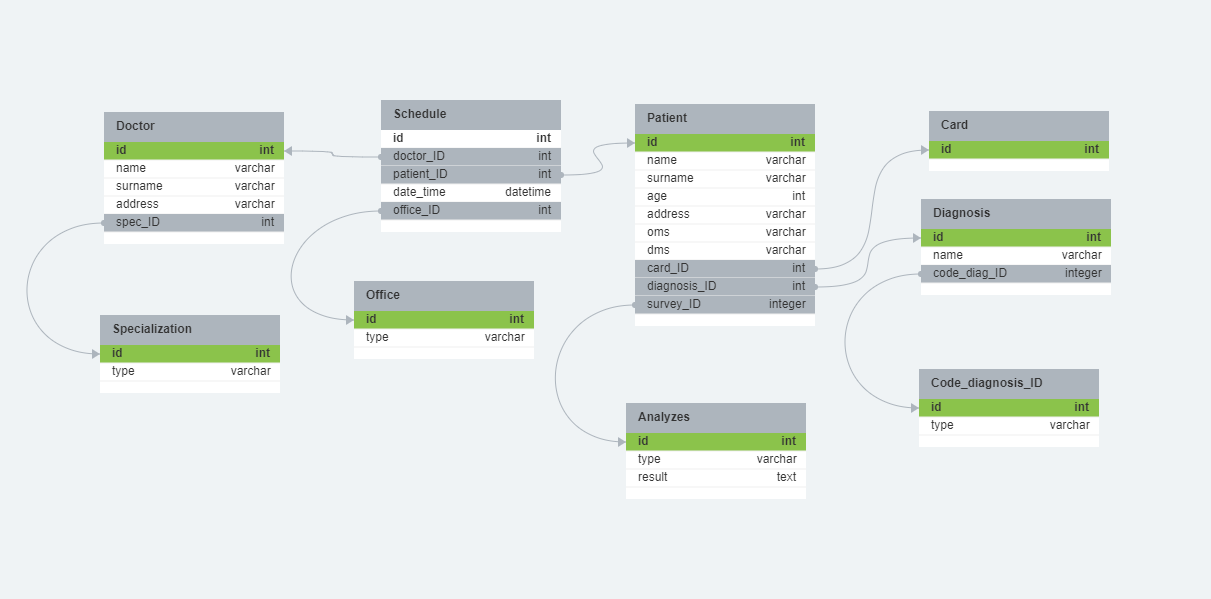 Doctor
id int
name varchar
surname varchar
address varchar
spec_ID int
Schedule
id int
doctor_ID int
patient_ID int
date_time datetime
office_ID int
Patient
id int
name varchar
surname varchar
age int
address varchar
oms varchar
dms varchar
card_ID int
diagnosis_ID int
survey_ID integer
Card
id int
Diagnosis
id int
name varchar
code_diag_ID integer
Specialization
id int
type varchar
Office
id int
type varchar
Analyzes
id int
type varchar
result text
Code_diagnosis_ID
id int
type varchar